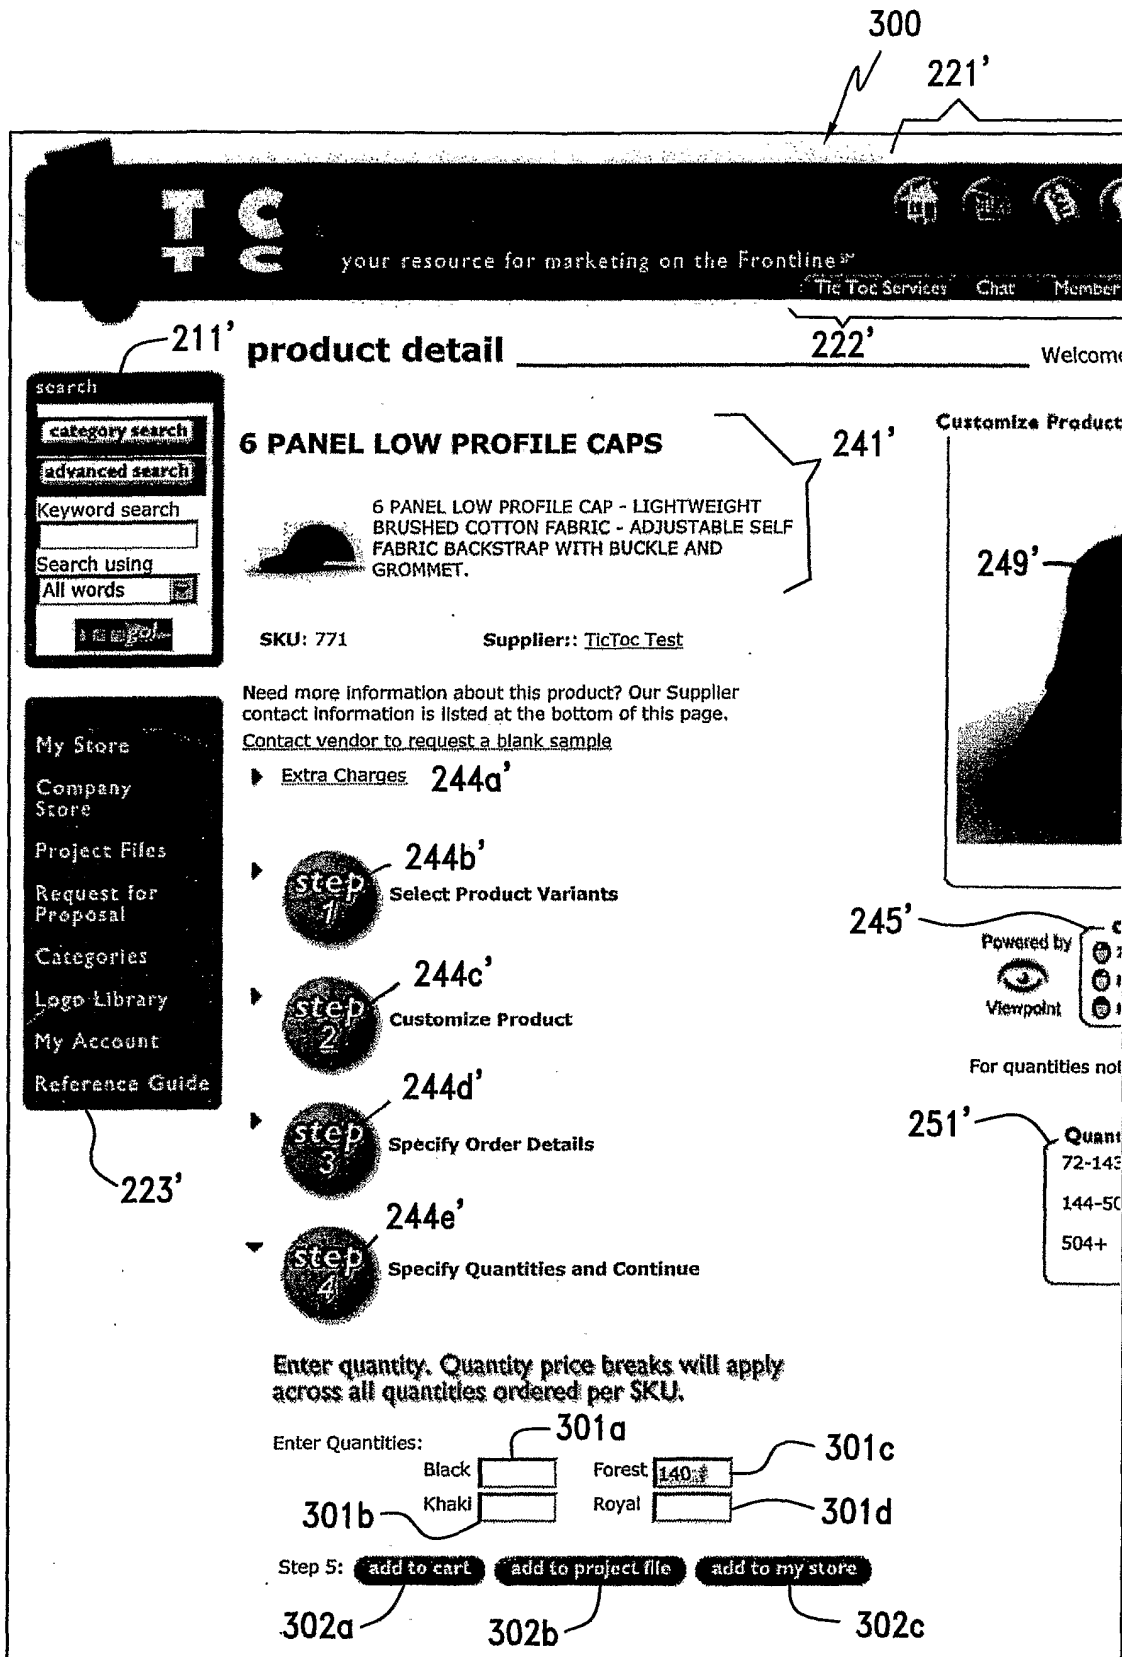 300
221'
T C
T C
your resource for marketing on the Frontline℠
Tic Toc Services Chat Member
211'
product detail
222'
Welcome
search
category search
advanced search
Keyword search
Search using
All words
go!
6 PANEL LOW PROFILE CAPS
241'
6 PANEL LOW PROFILE CAP - LIGHTWEIGHT
BRUSHED COTTON FABRIC - ADJUSTABLE SELF
FABRIC BACKSTRAP WITH BUCKLE AND
GROMMET.
Customize Product
249'
SKU: 771 Supplier:: TicToc Test
Need more information about this product? Our Supplier
contact information is listed at the bottom of this page.
Contact vendor to request a blank sample
Extra Charges 244a'
My Store
Company
Store
Project Files
Request for
Proposal
Categories
Logo Library
My Account
Reference Guide
223'
244b'
step
1
Select Product Variants
244c'
step
2
Customize Product
244d'
step
3
Specify Order Details
244e'
step
4
Specify Quantities and Continue
245'
Powered by
Viewpoint
For quantities not
251'
Quant
72-143
144-50
504+
Enter quantity. Quantity price breaks will apply
across all quantities ordered per SKU.
301a
Enter Quantities:
301c
Black Forest 140
Khaki Royal
301b
301d
Step 5: add to cart add to project file add to my store
302a
302b
302c